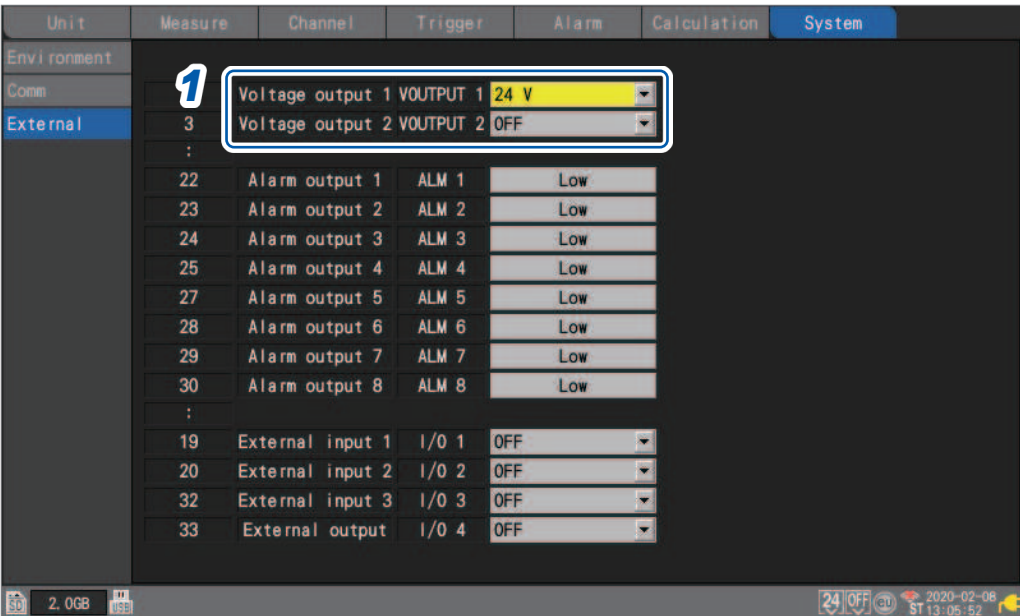 Unit Measure Channel Trigger Alarm Calculation System
Environment
Comm
External
1
Voltage output 1 VOUTPUT 1 24 V
3 Voltage output 2 VOUTPUT 2 OFF
:
22 Alarm output 1 ALM 1 Low
23 Alarm output 2 ALM 2 Low
24 Alarm output 3 ALM 3 Low
25 Alarm output 4 ALM 4 Low
27 Alarm output 5 ALM 5 Low
28 Alarm output 6 ALM 6 Low
29 Alarm output 7 ALM 7 Low
30 Alarm output 8 ALM 8 Low
:
19 External input 1 I/O 1 OFF
20 External input 2 I/O 2 OFF
32 External input 3 I/O 3 OFF
33 External output I/O 4 OFF
SD 2.0GB USB 24 OFF ST 2020-02-08
13:05:52